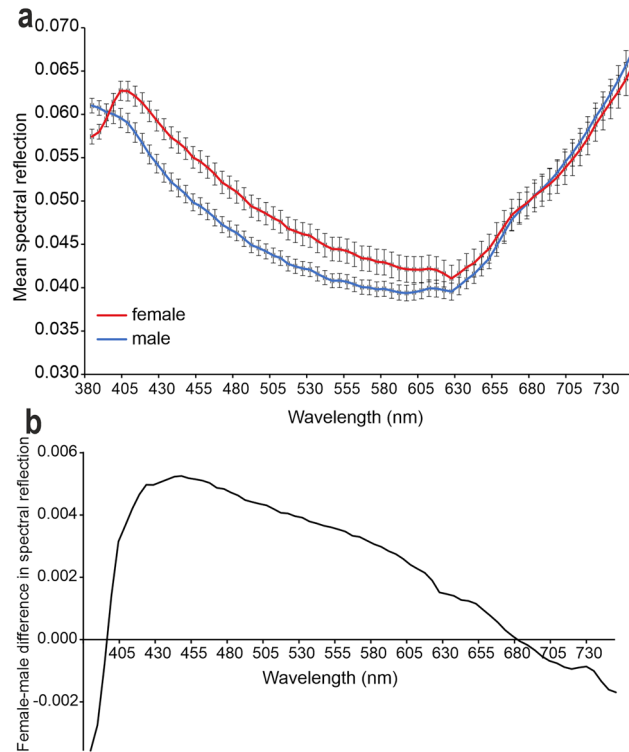 a
Mean spectral reflection
0.070
0.065
0.060
0.055
0.050
0.045
0.040
0.035
0.030
female
male
380 405 430 455 480 505 530 555 580 605 630 655 680 705 730
Wavelength (nm)
b
Female-male difference in spectral reflection
0.006
0.004
0.002
0.000
-0.002
405 430 455 480 505 530 555 580 605 630 655 680 705 730
Wavelength (nm)